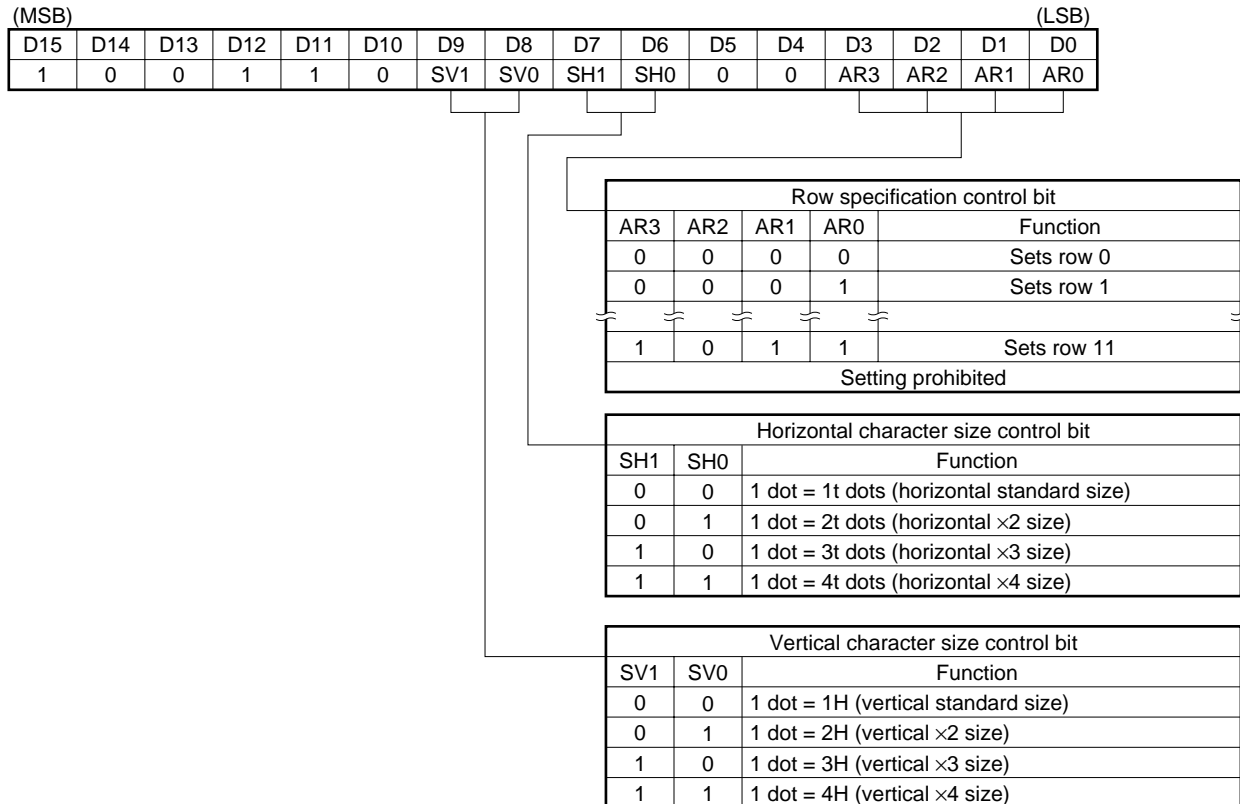 (MSB) (LSB)
D15 D14 D13 D12 D11 D10 D9 D8 D7 D6 D5 D4 D3 D2 D1 D0
1 0 0 1 1 0 SV1 SV0 SH1 SH0 0 0 AR3 AR2 AR1 AR0
Row specification control bit
AR3 AR2 AR1 AR0 Function
0 0 0 0 Sets row 0
0 0 0 1 Sets row 1
1 0 1 1 Sets row 11
Setting prohibited
Horizontal character size control bit
SH1 SH0 Function
0 0 1 dot = 1t dots (horizontal standard size)
0 1 1 dot = 2t dots (horizontal ×2 size)
1 0 1 dot = 3t dots (horizontal ×3 size)
1 1 1 dot = 4t dots (horizontal ×4 size)
Vertical character size control bit
SV1 SV0 Function
0 0 1 dot = 1H (vertical standard size)
0 1 1 dot = 2H (vertical ×2 size)
1 0 1 dot = 3H (vertical ×3 size)
1 1 1 dot = 4H (vertical ×4 size)